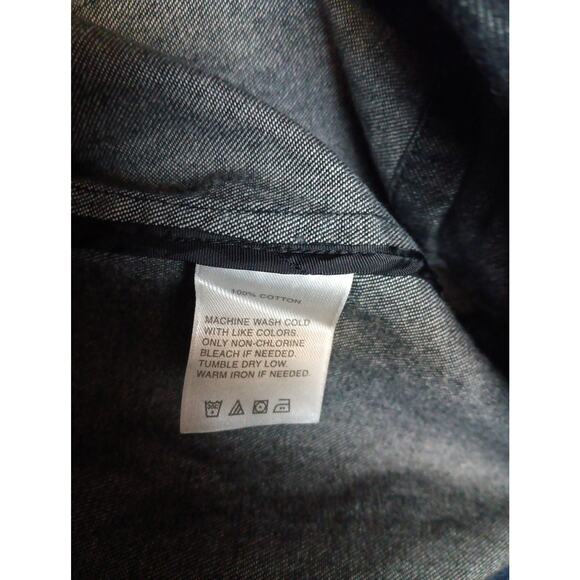 100% COTTON
MACHINE WASH COLD
WITH LIKE COLORS.
ONLY NON-CHLORINE
BLEACH IF NEEDED.
TUMBLE DRY LOW.
WARM IRON IF NEEDED.